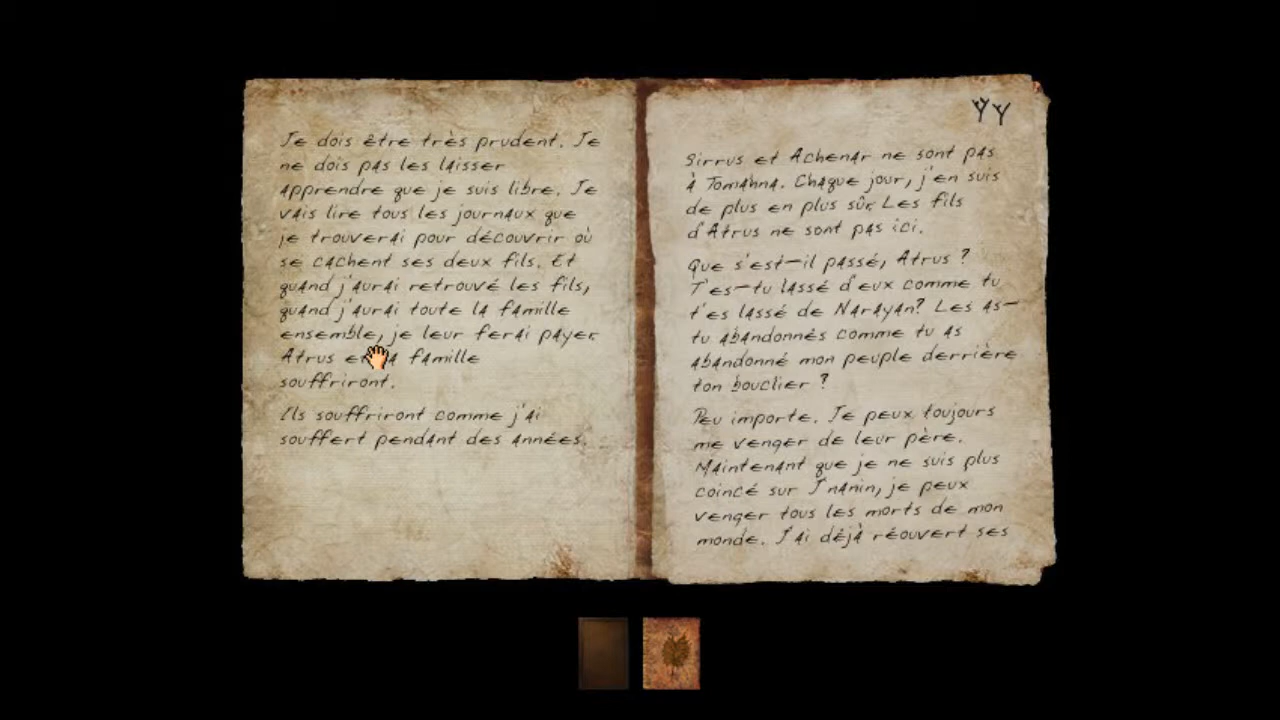 Je dois être très prudent. Je
ne dois pas les laisser
apprendre que je suis libre. Je
vais lire tous les journaux que
je trouverai pour découvrir où
se cachent ses deux fils. Et
quand j'aurai retrouvé les fils,
quand j'aurai toute la famille
ensemble, je leur ferai payer.
Atrus et famille
souffriront.
Ils souffriront comme j'ai
souffert pendant des années.
Sirrus et Achenar ne sont pas
à Tomahna. Chaque jour, j'en suis
de plus en plus sûr. Les fils
d'Atrus ne sont pas ici.
Que s'est-il passé, Atrus ?
T'es-tu lassé d'eux comme tu
t'es lassé de Narayan? Les as-
tu abandonnés comme tu as
abandonné mon peuple derrière
ton bouclier ?
Peu importe. Je peux toujours
me venger de leur père.
Maintenant que je ne suis plus
coincé sur J'nanin, je peux
venger tous les morts de mon
monde. J'ai déjà réouvert ses